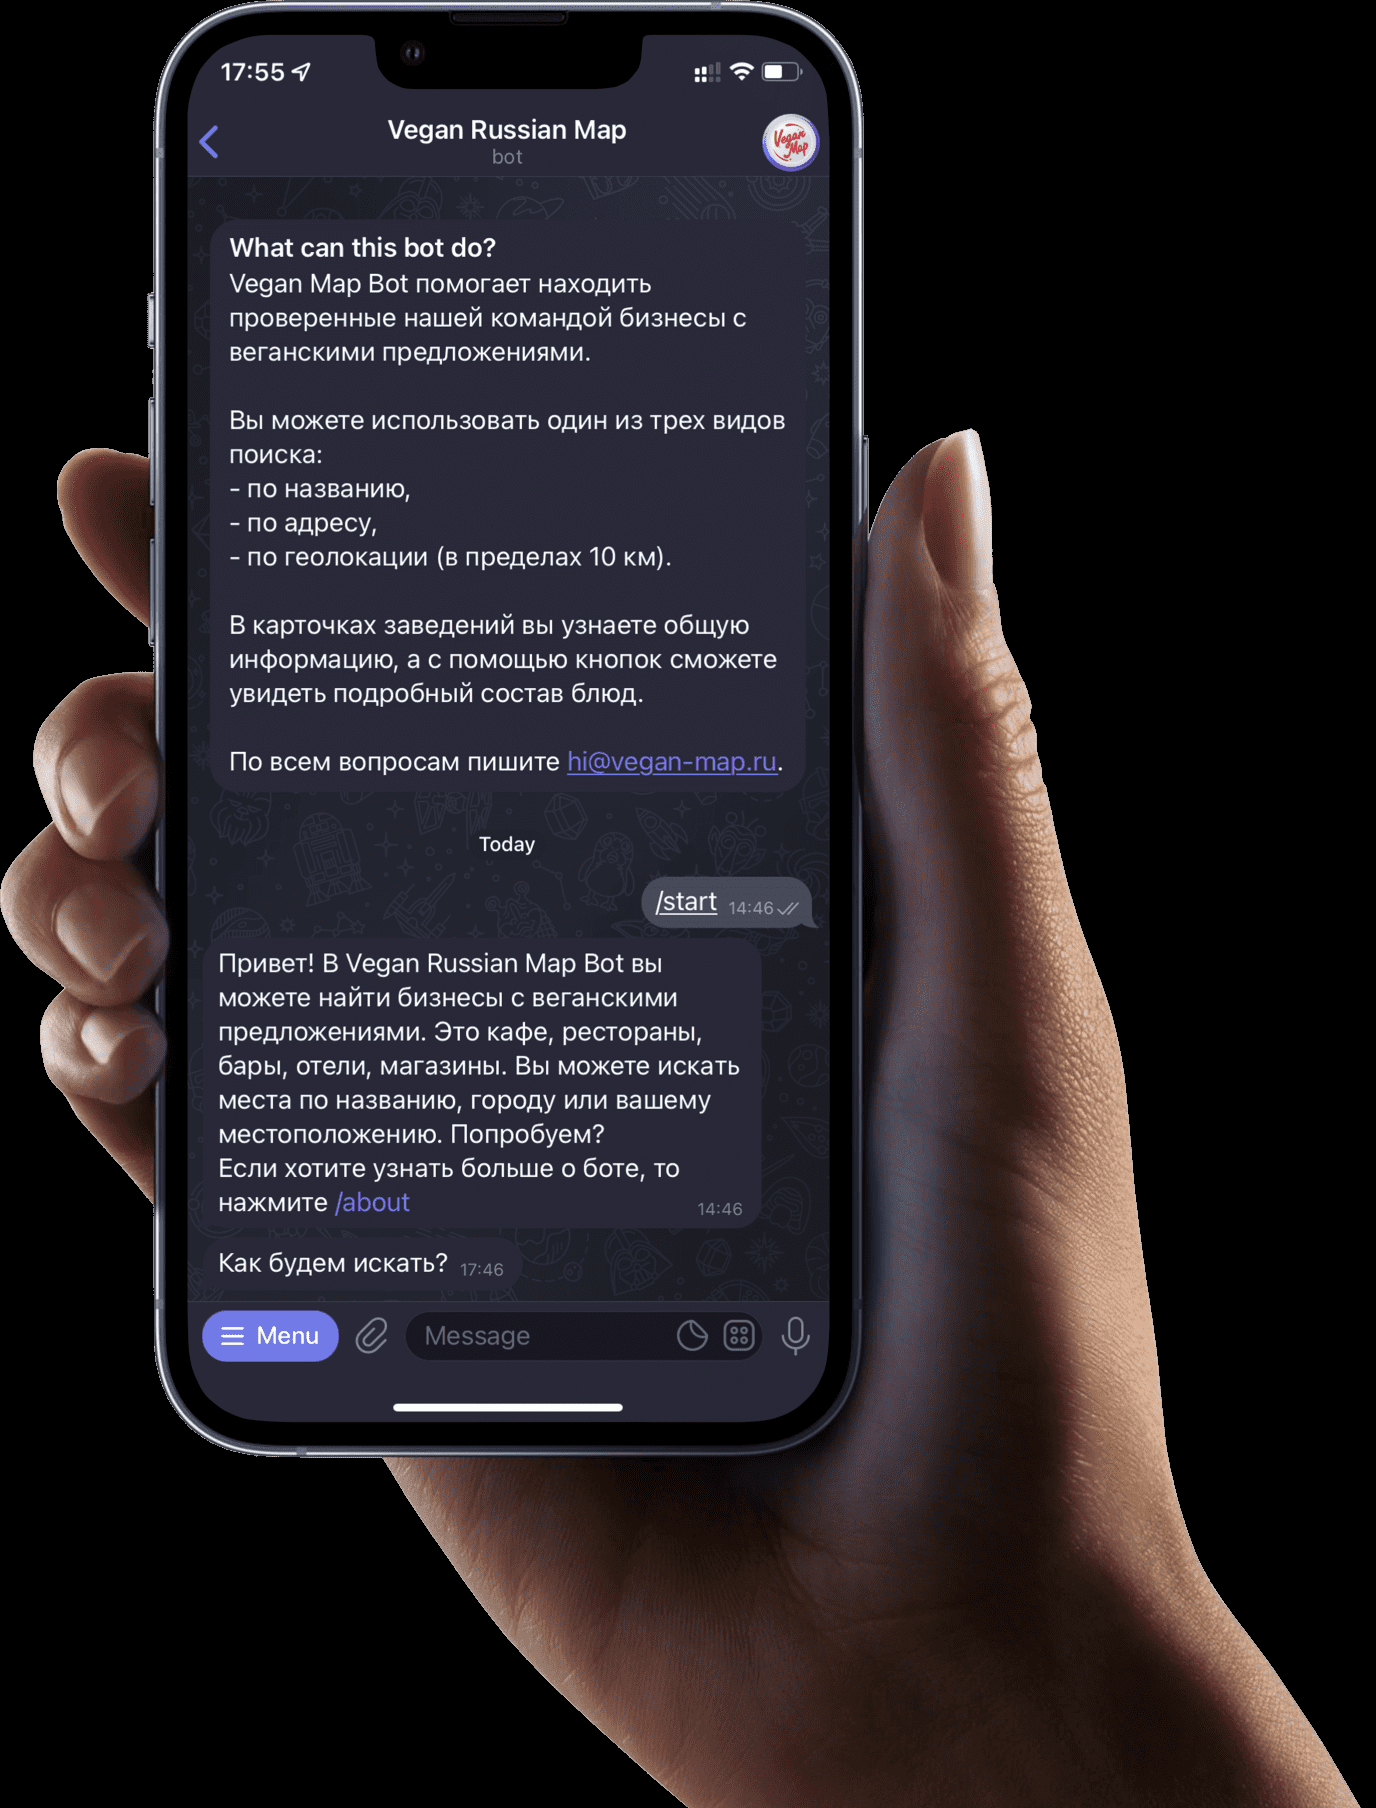 17:55
Vegan Russian Map
bot
Vegan
Map
What can this bot do?
Vegan Map Bot помогает находить
проверенные нашей командой бизнесы с
веганскими предложениями.
Вы можете использовать один из трех видов
поиска:
- по названию,
- по адресу,
- по геолокации (в пределах 10 км).
В карточках заведений вы узнаете общую
информацию, а с помощью кнопок сможете
увидеть подробный состав блюд.
По всем вопросам пишите hi@vegan-map.ru.
Today
/start 14:46
Привет! В Vegan Russian Map Bot вы
можете найти бизнесы с веганскими
предложениями. Это кафе, рестораны,
бары, отели, магазины. Вы можете искать
места по названию, городу или вашему
местоположению. Попробуем?
Если хотите узнать больше о боте, то
нажмите /about 14:46
Как будем искать? 17:46
Menu Message